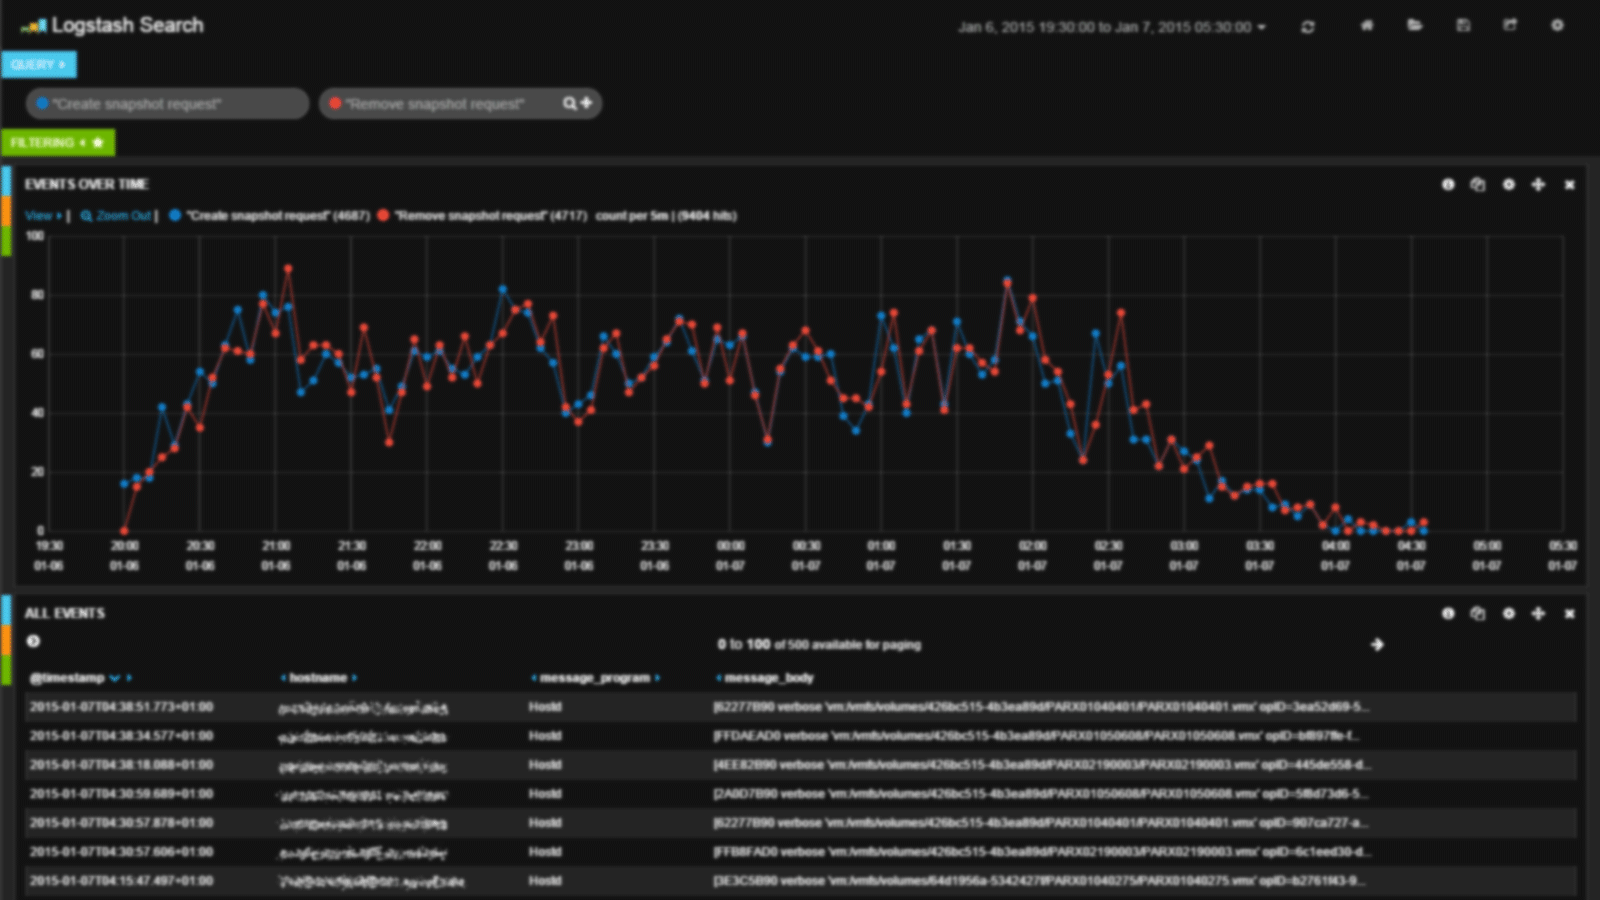 Logstash Search
Jan 6, 2015 19:30:00 to Jan 7, 2015 05:30:00
QUERY
"Create snapshot request" "Remove snapshot request"
FILTERING
EVENTS OVER TIME
View | Zoom Out | "Create snapshot request" (4687) "Remove snapshot request" (4717) count per 5m | (9404 hits)
100
80
60
40
20
0
19:30 20:00 20:30 21:00 21:30 22:00 22:30 23:00 23:30 00:00 00:30 01:00 01:30 02:00 02:30 03:00 03:30 04:00 04:30 05:00 05:30
01-06 01-06 01-06 01-06 01-06 01-06 01-06 01-06 01-06 01-07 01-07 01-07 01-07 01-07 01-07 01-07 01-07 01-07 01-07 01-07 01-07
ALL EVENTS
0 to 100 of 500 available for paging
@timestamp hostname message_program message_body
2015-01-07T04:38:51.773+01:00 Hostd [62277B90 verbose 'vm:/vmfs/volumes/426bc515-4b3ea89d/PARX01040401/PARX01040401.vmx' opID=3ea52d69-5...
2015-01-07T04:38:34.577+01:00 Hostd [FFDAEAD0 verbose 'vm:/vmfs/volumes/426bc515-4b3ea89d/PARX01050608/PARX01050608.vmx' opID=bf897ffe-f...
2015-01-07T04:38:18.088+01:00 Hostd [4EE82B90 verbose 'vm:/vmfs/volumes/426bc515-4b3ea89d/PARX02190003/PARX02190003.vmx' opID=445de558-d...
2015-01-07T04:30:59.689+01:00 Hostd [2A0D7B90 verbose 'vm:/vmfs/volumes/426bc515-4b3ea89d/PARX01050608/PARX01050608.vmx' opID=5f8d73d6-5...
2015-01-07T04:30:57.878+01:00 Hostd [62277B90 verbose 'vm:/vmfs/volumes/426bc515-4b3ea89d/PARX01040401/PARX01040401.vmx' opID=907ca727-a...
2015-01-07T04:30:57.606+01:00 Hostd [FFB8FAD0 verbose 'vm:/vmfs/volumes/426bc515-4b3ea89d/PARX02190003/PARX02190003.vmx' opID=6c1eed30-d...
2015-01-07T04:15:47.497+01:00 Hostd [3E3C5B90 verbose 'vm:/vmfs/volumes/64d1956a-5342427f/PARX01040275/PARX01040275.vmx' opID=b2761f43-9...